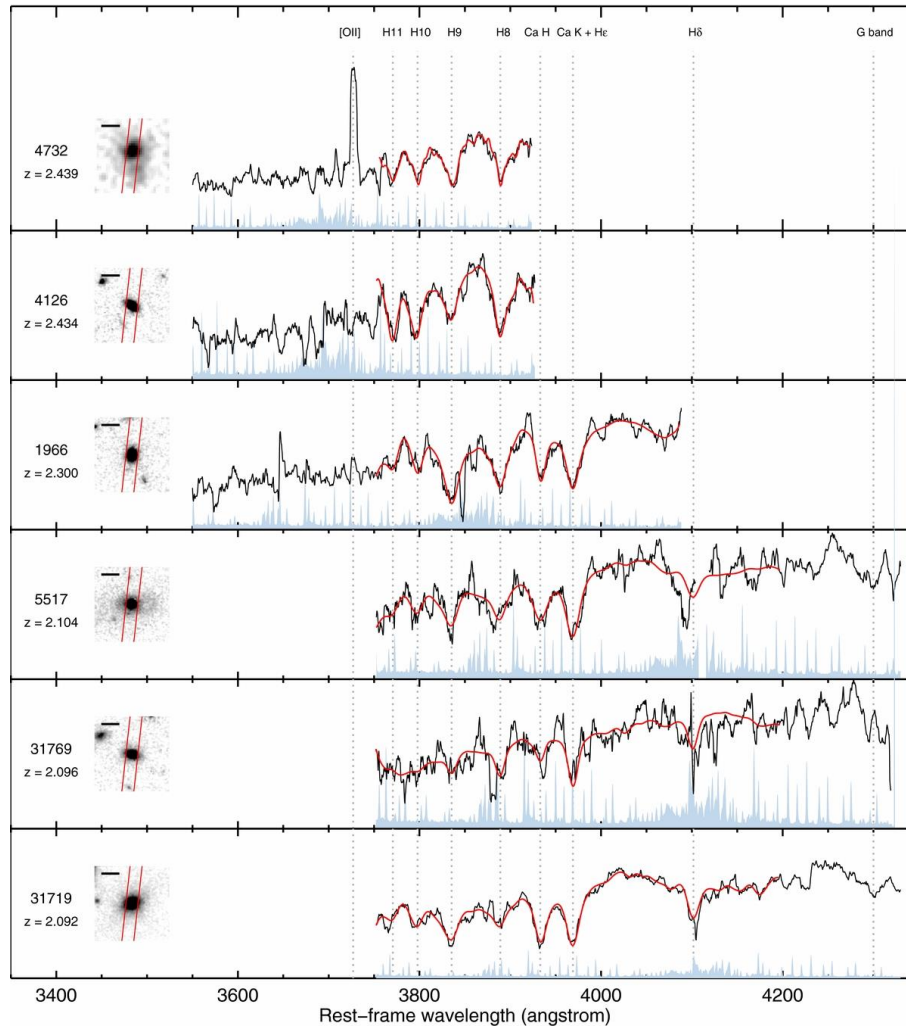 [OII] H11 H10 H9 H8 Ca H Ca K + Hε Hδ G band
4732
z = 2.439
4126
z = 2.434
1966
z = 2.300
5517
z = 2.104
31769
z = 2.096
31719
z = 2.092
3400 3600 3800 4000 4200
Rest-frame wavelength (angstrom)